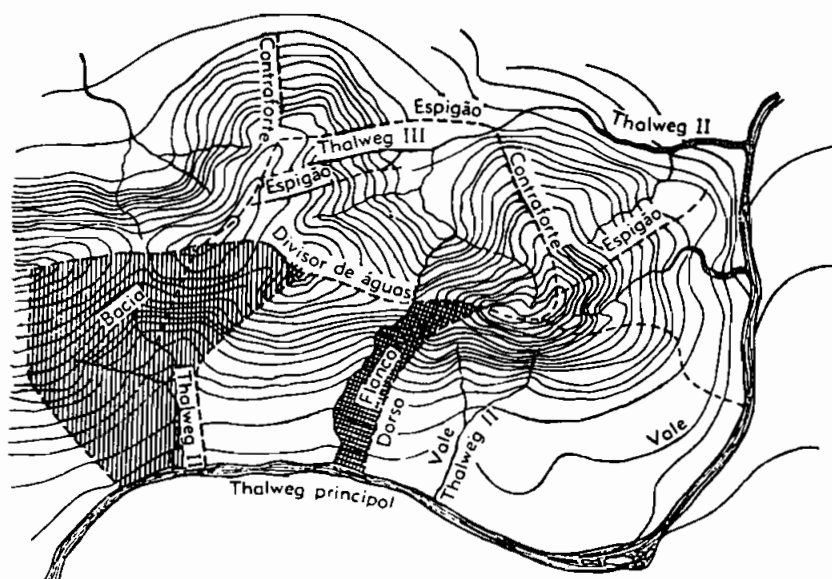 Contraforte
Espigão
Thalweg III
Thalweg II
Espigão
Contraforte
Espigão
Divisor de águas
Bacia
Thalweg II
Flanco
Dorso
Vale
Thalweg II
Vale
Thalweg principal